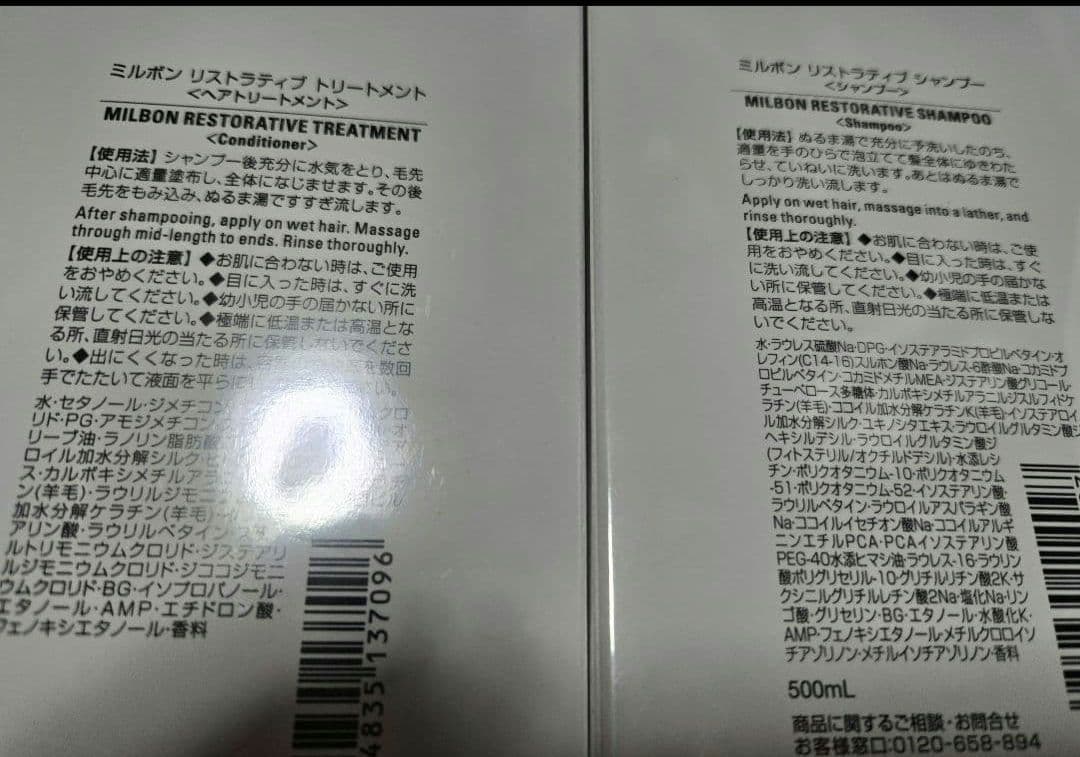 ミルボン リストラティブ トリートメント
<ヘアトリートメント>
MILBON RESTORATIVE TREATMENT
<Conditioner>
【使用法】シャンプー後充分に水気をとり、毛先
中心に適量塗布し、全体になじませます。その後
毛先をもみ込み、ぬるま湯ですすぎ流します。
After shampooing, apply on wet hair. Massage
through mid-length to ends. Rinse thoroughly.
【使用上の注意】◆お肌に合わない時は、ご使用
をおやめください。◆目に入った時は、すぐに洗
い流してください。◆幼小児の手の届かない所に
保管してください。◆極端に低温または高温とな
る所、直射日光の当たる所に保管しないでくださ
い。◆出にくくなった時は、容器 を数回
手でたたいて液面を平らに い。
水・セタノール・ジメチコン クロ
リド・PG・アモジメチコン
リーブ油・ラノリン脂肪酸
ロイル加水分解シルク・
ス・カルボキシメチルアラ
ン(羊毛)・ラウリルジモニ
加水分解ケラチン(羊毛)・
アリン酸・ラウリルベタイン・ステ
ルトリモニウムクロリド・ジステアリ
ルジモニウムクロリド・ジココジモニ
ウムクロリド・BG・イソプロパノール・
エタノール・AMP・エチドロン酸・
フェノキシエタノール・香料
4835 137096
ミルボン リストラティブ シャンプー
<シャンプー>
MILBON RESTORATIVE SHAMPOO
<Shampoo>
【使用法】ぬるま湯で充分に予洗いしたのち、
適量を手のひらで泡立てて髪全体にゆきわた
らせ、ていねいに洗います。あとはぬるま湯で
しっかり洗い流します。
Apply on wet hair, massage into a lather, and
rinse thoroughly.
【使用上の注意】◆お肌に合わない時は、ご使
用をおやめください。◆目に入った時は、すぐ
に洗い流してください。◆幼小児の手の届かな
い所に保管してください。◆極端に低温または
高温となる所、直射日光の当たる所に保管しな
いでください。
水・ラウレス硫酸Na・DPG・イソステアラミドプロピルベタイン・オ
レフィン(C14-16)スルホン酸Na・ラウレス-6酢酸Na・コカミドプ
ロピルベタイン・コカミドメチルMEA・ジステアリン酸グリコール・
チューベロース多糖体・カルボキシメチルアラニルジスルフィドケ
ラチン(羊毛)・ココイル加水分解ケラチンK(羊毛)・イソステアロイ
ル加水分解シルク・ユキノシタエキス・ラウロイルグルタミン酸ジ
ヘキシルデシル・ラウロイルグルタミン酸ジ
(フィトステリル/オクチルドデシル)・水添レシ
チン・ポリクオタニウム-10・ポリクオタニウム
-51・ポリクオタニウム-52・イソステアリン酸・
ラウリルベタイン・ラウロイルアスパラギン酸
Na・ココイルイセチオン酸Na・ココイルアルギ
ニンエチルPCA・PCAイソステアリン酸
PEG-40水添ヒマシ油・ラウレス-16・ラウリン
酸ポリグリセリル-10・グリチルリチン酸2K・サ
クシニルグリチルレチン酸2Na・塩化Na・リン
ゴ酸・グリセリン・BG・エタノール・水酸化K・
AMP・フェノキシエタノール・メチルクロロイソ
チアゾリノン・メチルイソチアゾリノン・香料
500mL
商品に関するご相談・お問合せ
お客様窓口:0120-658-894